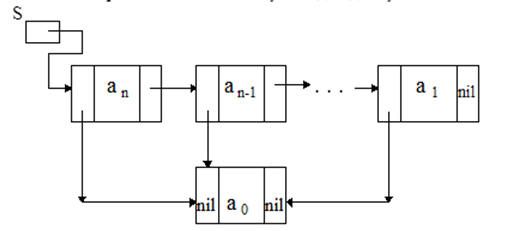 S
a n
a n-1
. . .
a 1 nil
nil a 0 nil